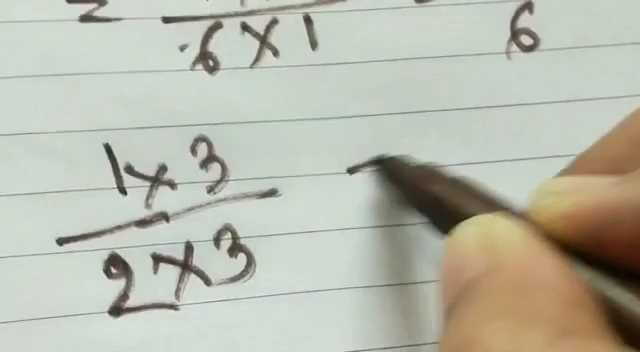 = 6 X 1 6
1 x 3
2 x 3